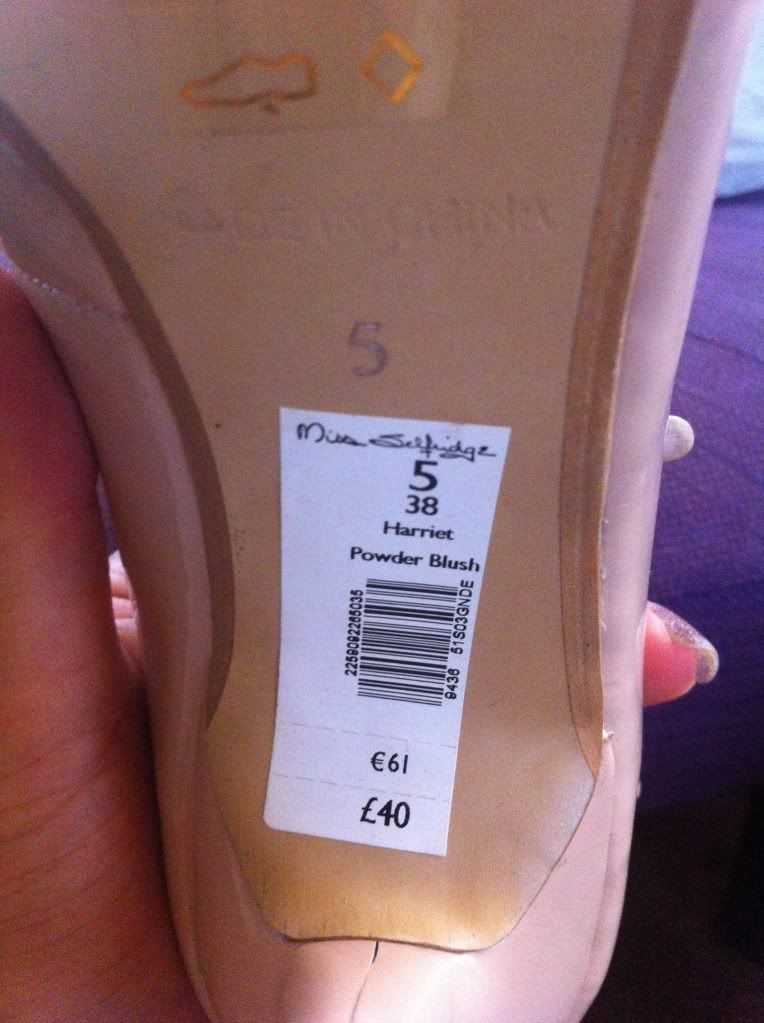 5
Miss Selfridge
5
38
Harriet
Powder Blush
2259092265035
9436 51S03GNDE
€61
£40